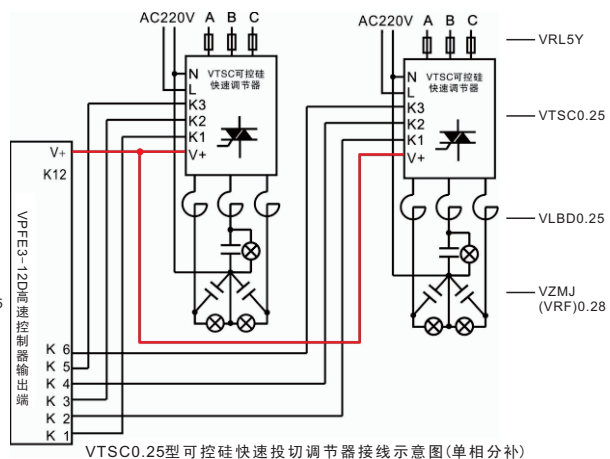 AC220V A B C
N
L
K3
K2
K1
V+
VTSC可控硅
快速调节器
AC220V A B C
N
L
K3
K2
K1
V+
VTSC可控硅
快速调节器
VRL5Y
VTSC0.25
VLBD0.25
VZMJ
(VRF)0.28
V+
K12
VPFE3-12D高速控制器输出端
K 6
K 5
K 4
K 3
K 2
K 1
VTSC0.25型可控硅快速投切调节器接线示意图(单相分补)